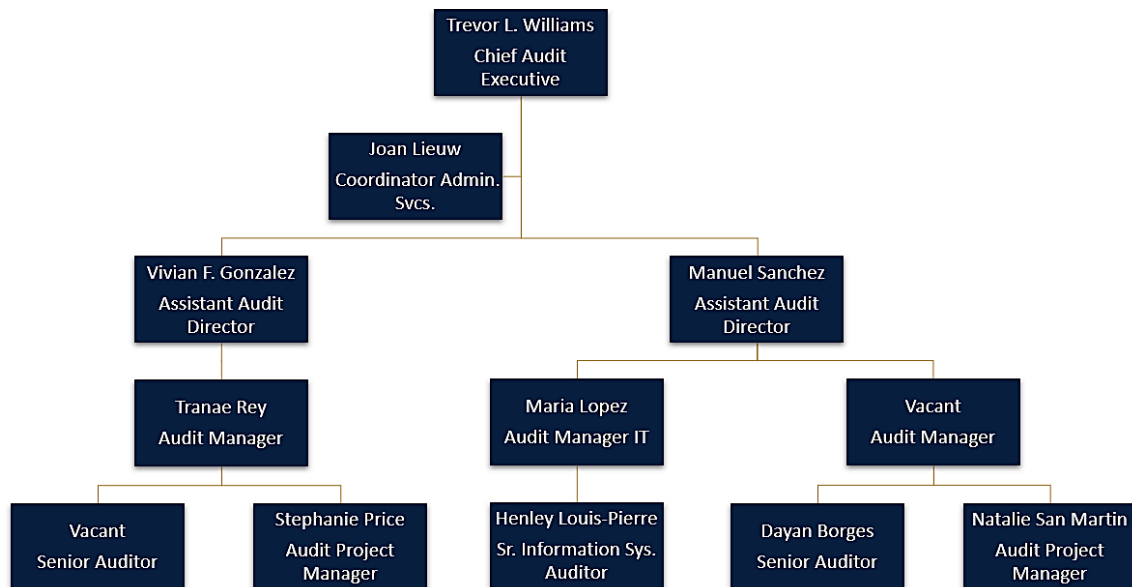 Trevor L. Williams
Chief Audit
Executive
Joan Lieuw
Coordinator Admin.
Svcs.
Vivian F. Gonzalez
Assistant Audit
Director
Manuel Sanchez
Assistant Audit
Director
Tranae Rey
Audit Manager
Maria Lopez
Audit Manager IT
Vacant
Audit Manager
Vacant
Senior Auditor
Stephanie Price
Audit Project
Manager
Henley Louis-Pierre
Sr. Information Sys.
Auditor
Dayan Borges
Senior Auditor
Natalie San Martin
Audit Project
Manager